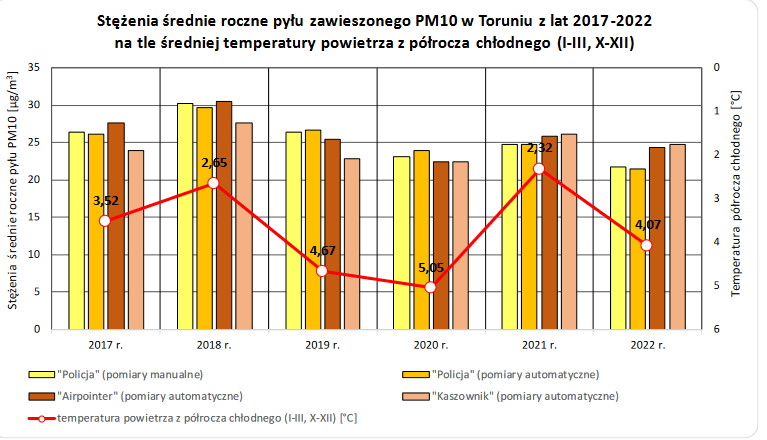 Stężenia średnie roczne pyłu zawieszonego PM10 w Toruniu z lat 2017-2022
na tle średniej temperatury powietrza z półrocza chłodnego (I-III, X-XII)
Stężenia średnie roczne pyłu PM10 [µg/m³]
35
30
25
20
15
10
5
0
3,52
2,65
4,67
5,05
2,32
4,07
0
1
2
3
4
5
6
Temperatura półrocza chłodnego [°C]
2017 r. 2018 r. 2019 r. 2020 r. 2021 r. 2022 r.
"Policja" (pomiary manualne) "Policja" (pomiary automatyczne)
"Airpointer" (pomiary automatyczne) "Kaszownik" (pomiary automatyczne)
temperatura powietrza z półrocza chłodnego (I-III, X-XII) [°C]